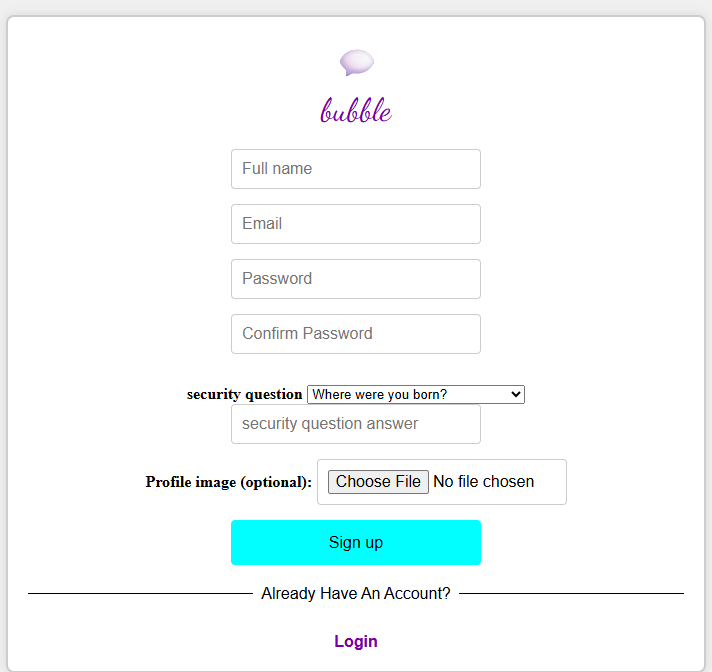 bubble
Full name
Email
Password
Confirm Password
security question Where were you born?
security question answer
Profile image (optional): Choose File No file chosen
Sign up
Already Have An Account?
Login